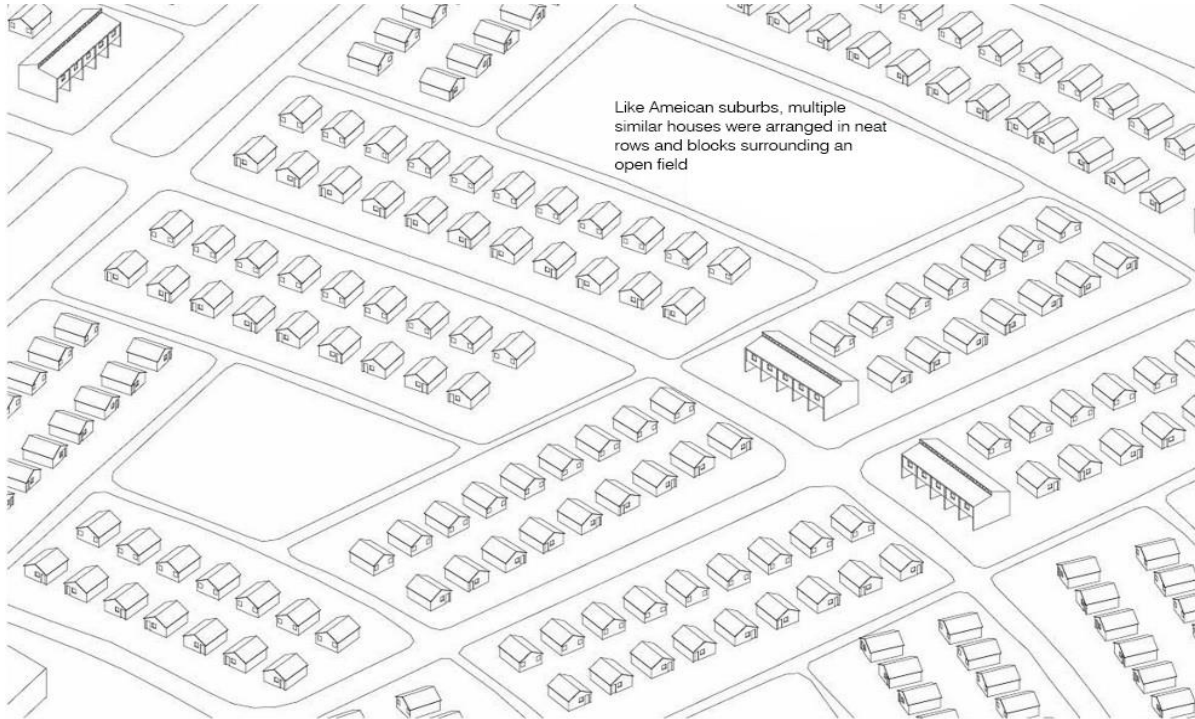 Like Ameican suburbs, multiple
similar houses were arranged in neat
rows and blocks surrounding an
open field